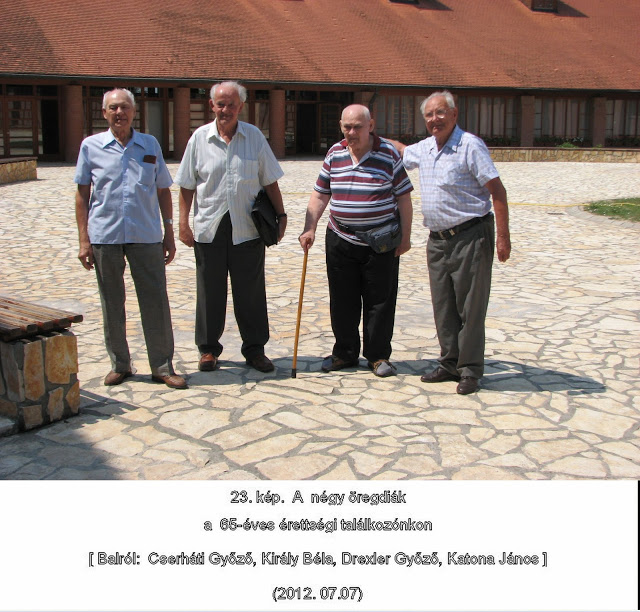 23. kép. A négy öregdiák
a 65-éves érettségi találkozónkon
[ Balról: Cserháti Győző, Király Béla, Drexler Győző, Katona János ]
(2012. 07.07)